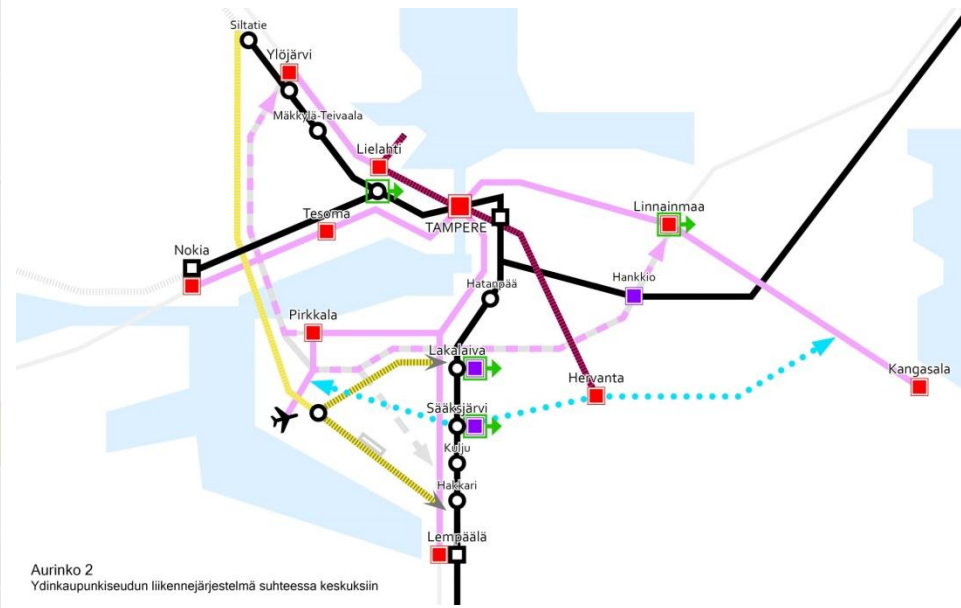 Siltatie
Ylöjärvi
Mäkkylä-Teivaala
Lielahti
Tesoma
TAMPERE
Linnainmaa
Nokia
Hatanpää
Hankkio
Pirkkala
Lakalaiva
Hervanta
Kangasala
Sääksjärvi
Kulju
Hakkari
Lempäälä
Aurinko 2
Ydinkaupunkiseudun liikennejärjestelmä suhteessa keskuksiin